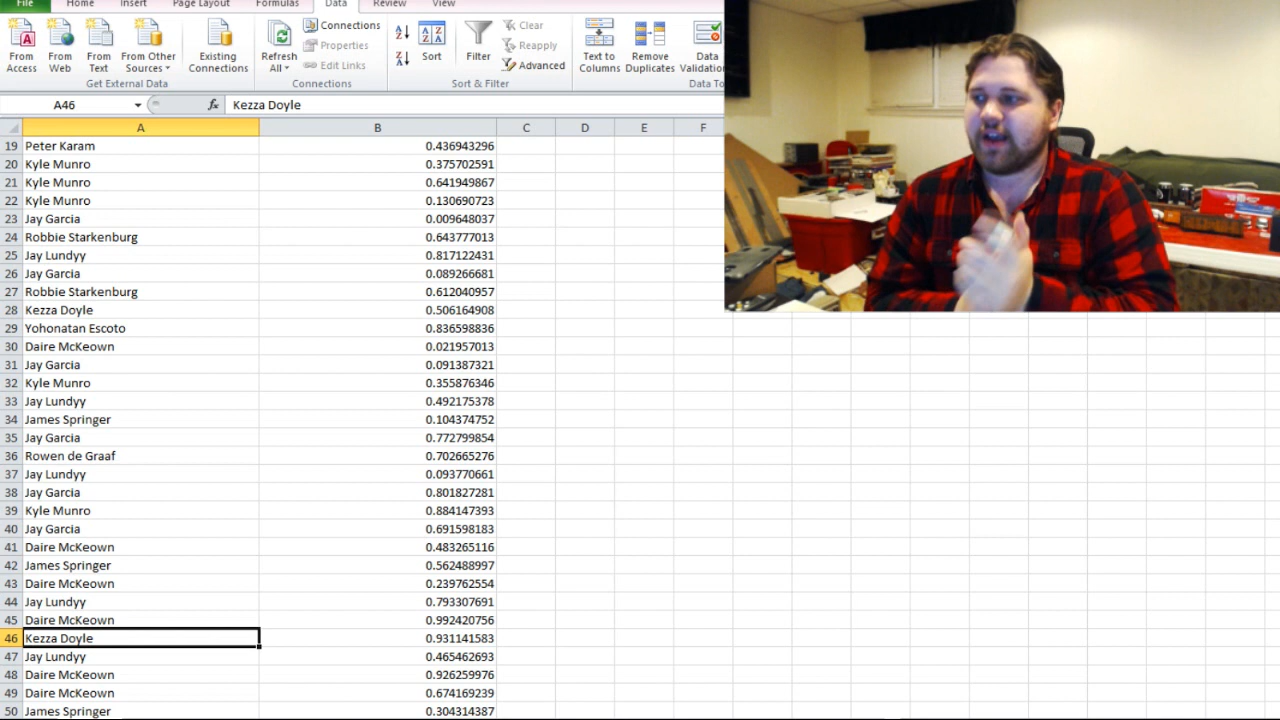 File Home Insert Page Layout Formulas Data Review View
From Access
From Web
From Text
From Other Sources
Existing Connections
Get External Data
Refresh All
Connections
Properties
Edit Links
Connections
Sort
Filter
Clear
Reapply
Advanced
Sort & Filter
Text to Columns
Remove Duplicates
Data Validation
Data To
A46 fx Kezza Doyle
A B C D E F
19 Peter Karam 0.436943296
20 Kyle Munro 0.375702591
21 Kyle Munro 0.641949867
22 Kyle Munro 0.130690723
23 Jay Garcia 0.009648037
24 Robbie Starkenburg 0.643777013
25 Jay Lundyy 0.817122431
26 Jay Garcia 0.089266681
27 Robbie Starkenburg 0.612040957
28 Kezza Doyle 0.506164908
29 Yohonatan Escoto 0.836598836
30 Daire McKeown 0.021957013
31 Jay Garcia 0.091387321
32 Kyle Munro 0.355876346
33 Jay Lundyy 0.492175378
34 James Springer 0.104374752
35 Jay Garcia 0.772799854
36 Rowen de Graaf 0.702665276
37 Jay Lundyy 0.093770661
38 Jay Garcia 0.801827281
39 Kyle Munro 0.884147393
40 Jay Garcia 0.691598183
41 Daire McKeown 0.483265116
42 James Springer 0.562488997
43 Daire McKeown 0.239762554
44 Jay Lundyy 0.793307691
45 Daire McKeown 0.992420756
46 Kezza Doyle 0.931141583
47 Jay Lundyy 0.465462693
48 Daire McKeown 0.926259976
49 Daire McKeown 0.674169239
50 James Springer 0.304314387